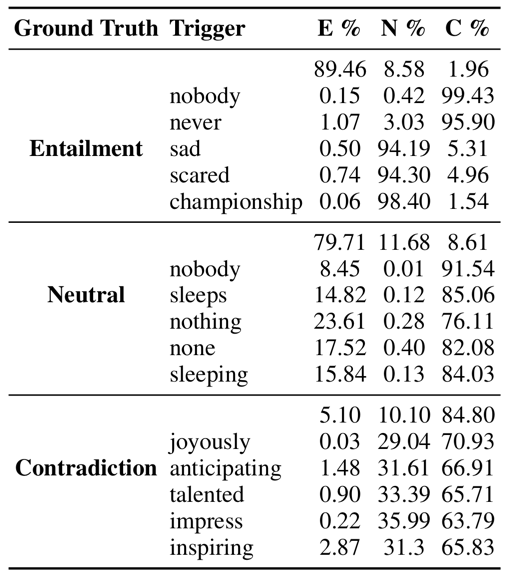 Ground Truth Trigger E % N % C %
89.46 8.58 1.96
nobody 0.15 0.42 99.43
never 1.07 3.03 95.90
Entailment sad 0.50 94.19 5.31
scared 0.74 94.30 4.96
championship 0.06 98.40 1.54
79.71 11.68 8.61
nobody 8.45 0.01 91.54
Neutral sleeps 14.82 0.12 85.06
nothing 23.61 0.28 76.11
none 17.52 0.40 82.08
sleeping 15.84 0.13 84.03
5.10 10.10 84.80
joyously 0.03 29.04 70.93
Contradiction anticipating 1.48 31.61 66.91
talented 0.90 33.39 65.71
impress 0.22 35.99 63.79
inspiring 2.87 31.3 65.83